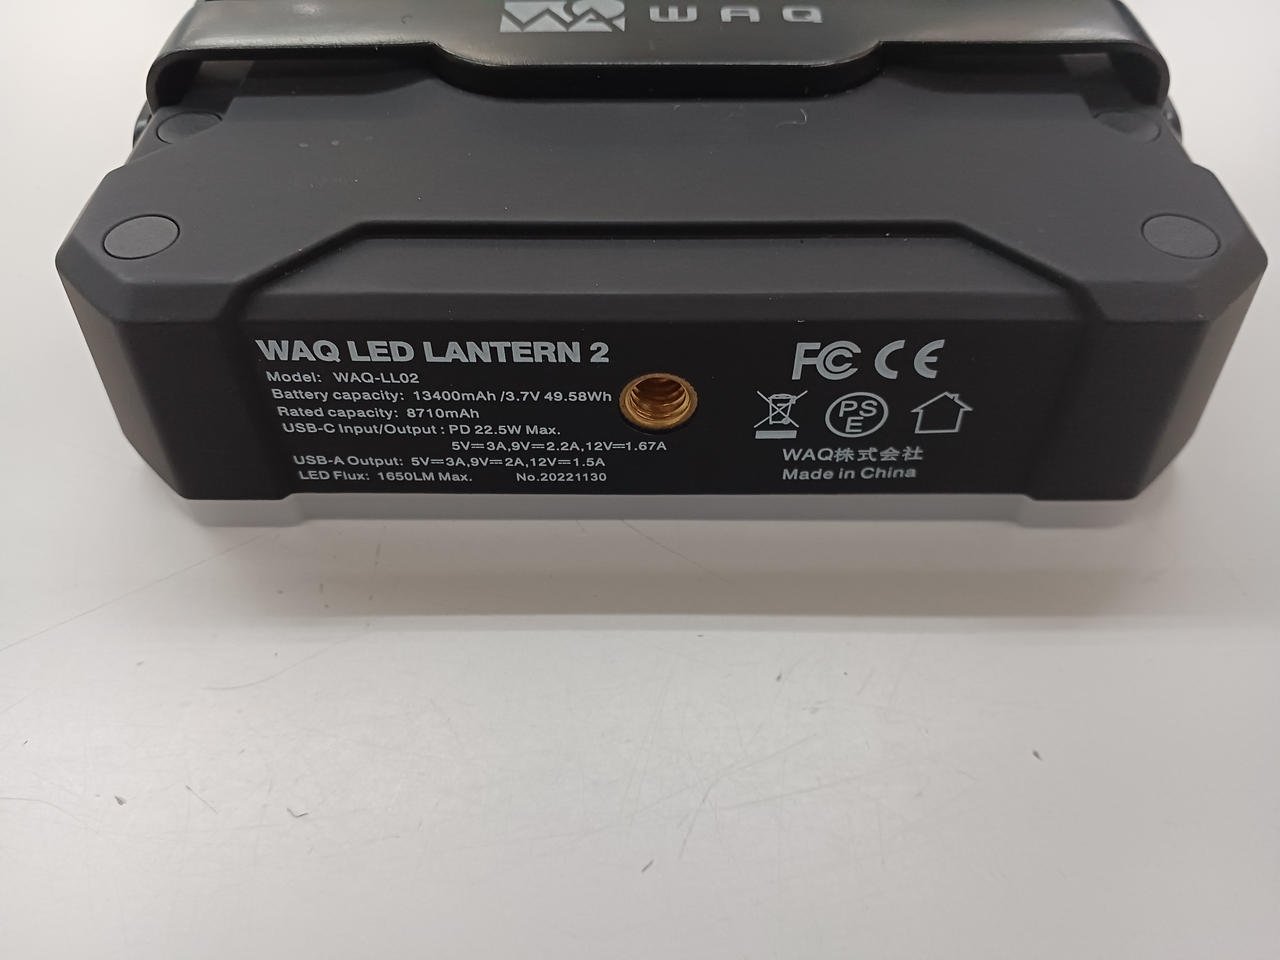 WAQ
WAQ LED LANTERN 2
Model: WAQ-LL02
Battery capacity: 13400mAh /3.7V 49.58Wh
Rated capacity: 8710mAh
USB-C Input/Output : PD 22.5W Max.
5V⎓3A,9V⎓2.2A,12V⎓1.67A
USB-A Output: 5V⎓3A,9V⎓2A,12V⎓1.5A
LED Flux: 1650LM Max. No.20221130
FC CE
PS
E
WAQ株式会社
Made in China